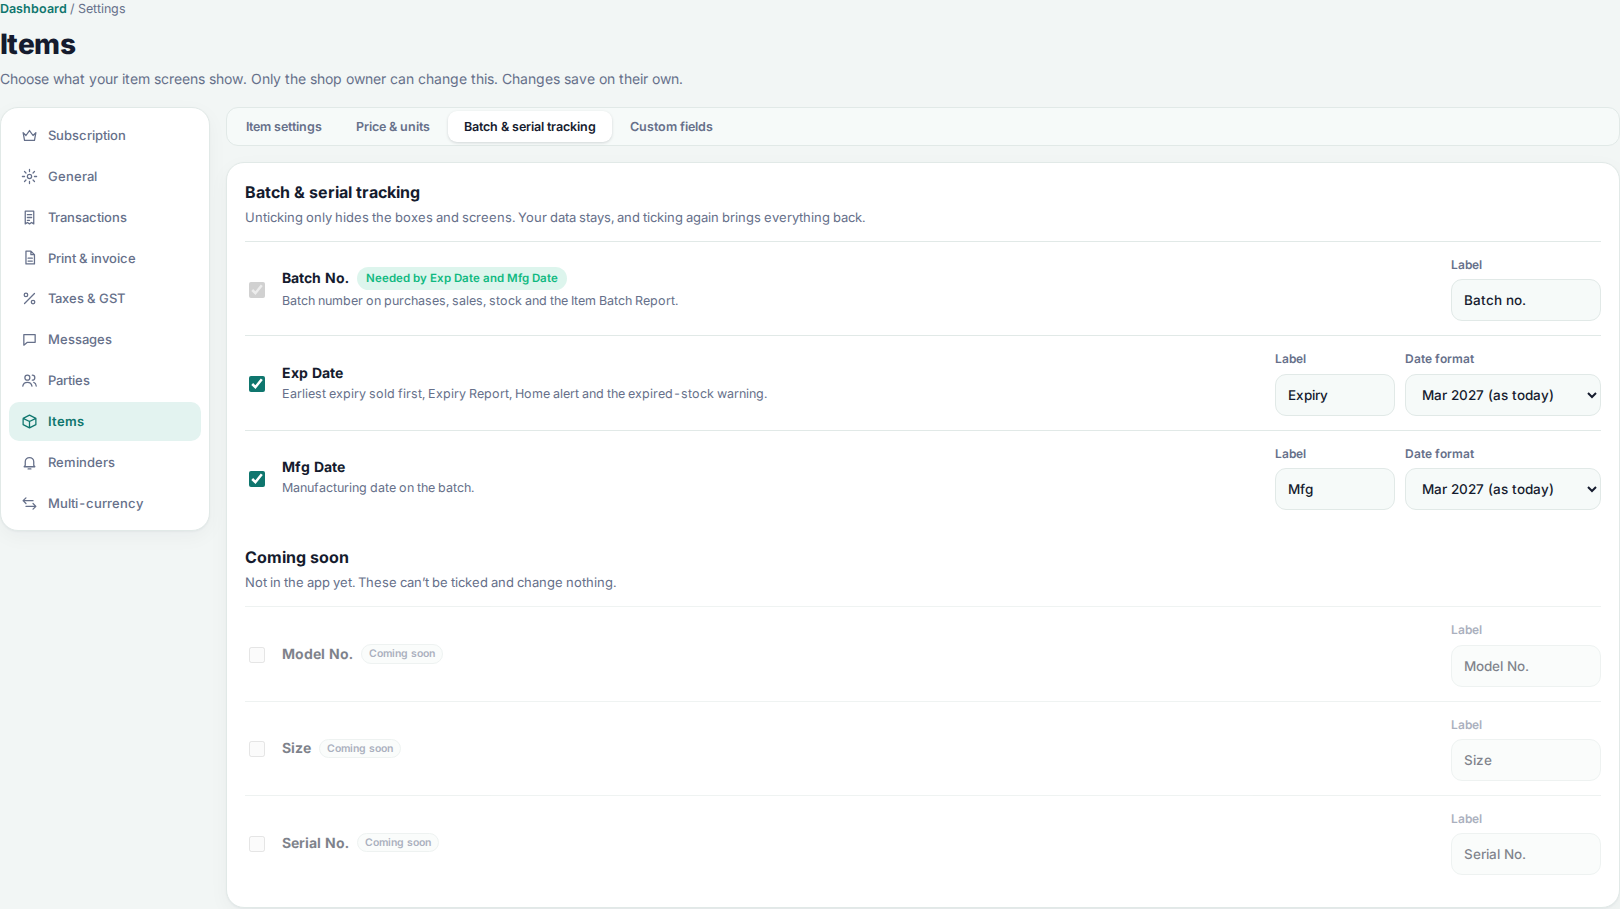 Dashboard / Settings
Items
Choose what your item screens show. Only the shop owner can change this. Changes save on their own.
Subscription
General
Transactions
Print & invoice
Taxes & GST
Messages
Parties
Items
Reminders
Multi-currency
Item settings Price & units Batch & serial tracking Custom fields
Batch & serial tracking
Unticking only hides the boxes and screens. Your data stays, and ticking again brings everything back.
Batch No. Needed by Exp Date and Mfg Date
Batch number on purchases, sales, stock and the Item Batch Report.
Label
Batch no.
Exp Date
Earliest expiry sold first, Expiry Report, Home alert and the expired-stock warning.
Label Date format
Expiry Mar 2027 (as today)
Mfg Date
Manufacturing date on the batch.
Label Date format
Mfg Mar 2027 (as today)
Coming soon
Not in the app yet. These can't be ticked and change nothing.
Model No. Coming soon
Label
Model No.
Size Coming soon
Label
Size
Serial No. Coming soon
Label
Serial No.